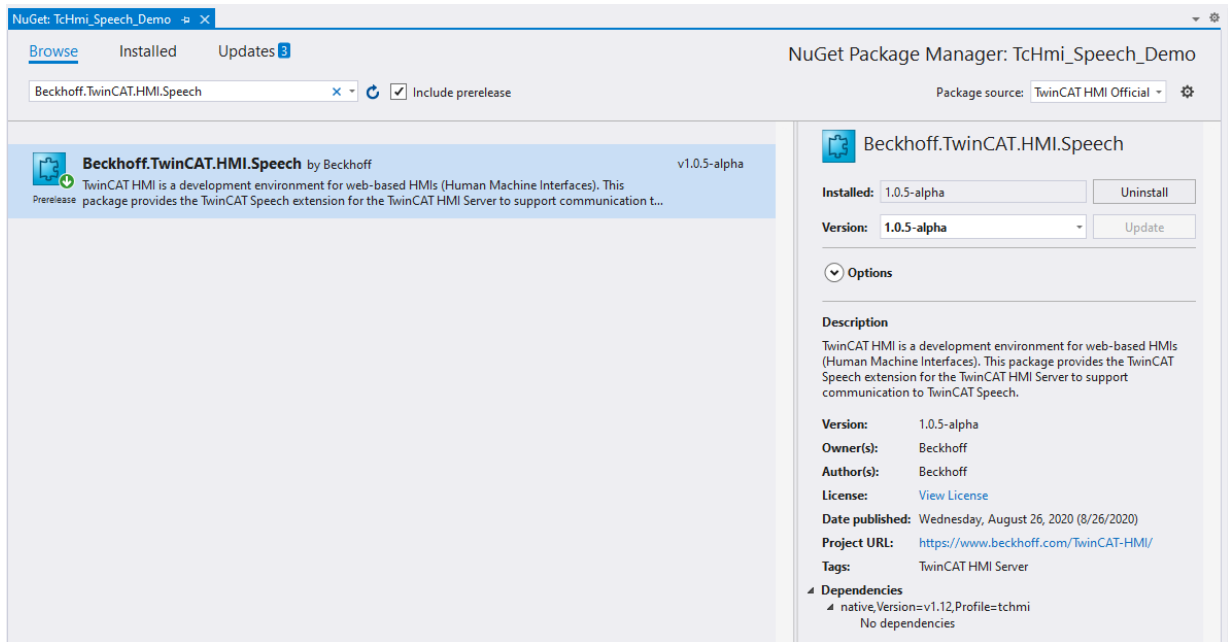 NuGet: TcHmi_Speech_Demo
Browse Installed Updates 3
NuGet Package Manager: TcHmi_Speech_Demo
Beckhoff.TwinCAT.HMI.Speech
Include prerelease
Package source: TwinCAT HMI Official
Beckhoff.TwinCAT.HMI.Speech by Beckhoff v1.0.5-alpha
TwinCAT HMI is a development environment for web-based HMIs (Human Machine Interfaces). This
Prerelease package provides the TwinCAT Speech extension for the TwinCAT HMI Server to support communication t...
Beckhoff.TwinCAT.HMI.Speech
Installed: 1.0.5-alpha Uninstall
Version: 1.0.5-alpha Update
Options
Description
TwinCAT HMI is a development environment for web-based HMIs
(Human Machine Interfaces). This package provides the TwinCAT
Speech extension for the TwinCAT HMI Server to support
communication to TwinCAT Speech.
Version: 1.0.5-alpha
Owner(s): Beckhoff
Author(s): Beckhoff
License: View License
Date published: Wednesday, August 26, 2020 (8/26/2020)
Project URL: https://www.beckhoff.com/TwinCAT-HMI/
Tags: TwinCAT HMI Server
Dependencies
native,Version=v1.12,Profile=tchmi
No dependencies